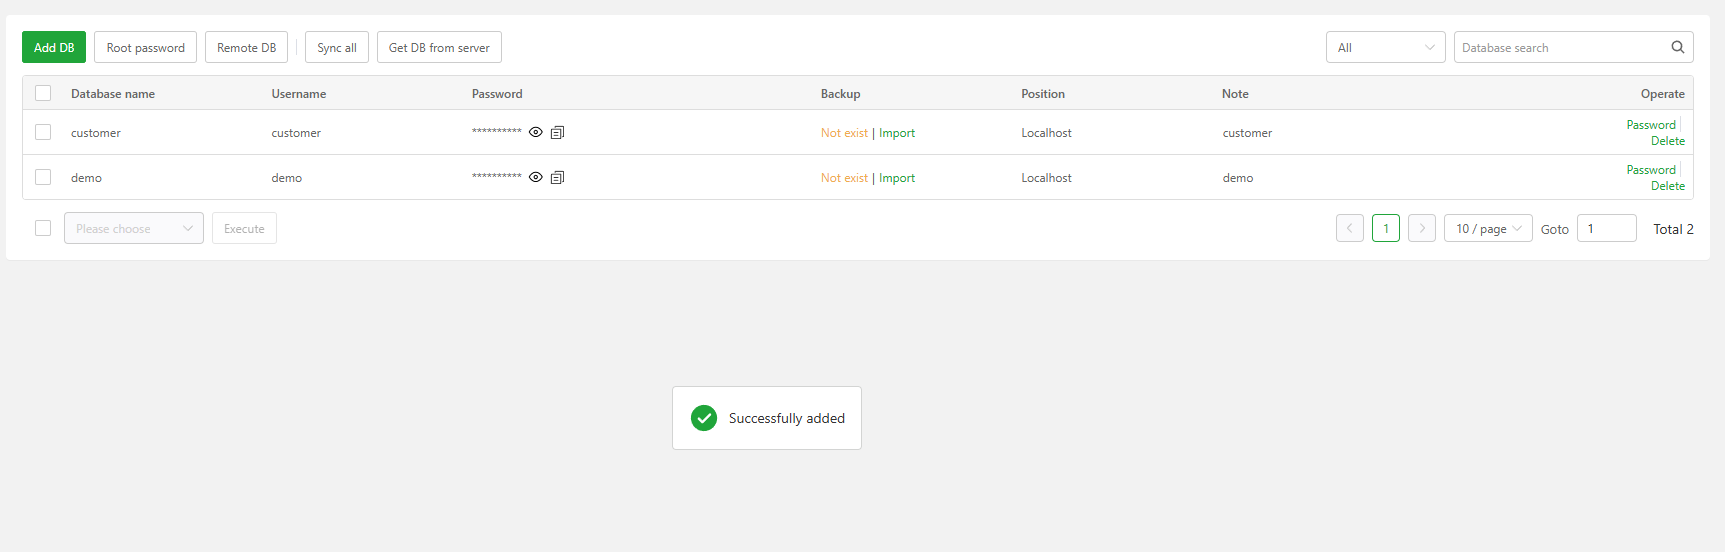 Add DB Root password Remote DB Sync all Get DB from server All Database search
Database name Username Password Backup Position Note Operate
customer customer ********** Not exist | Import Localhost customer Password
Delete
demo demo ********** Not exist | Import Localhost demo Password
Delete
Please choose Execute 1 10 / page Goto 1 Total 2
Successfully added